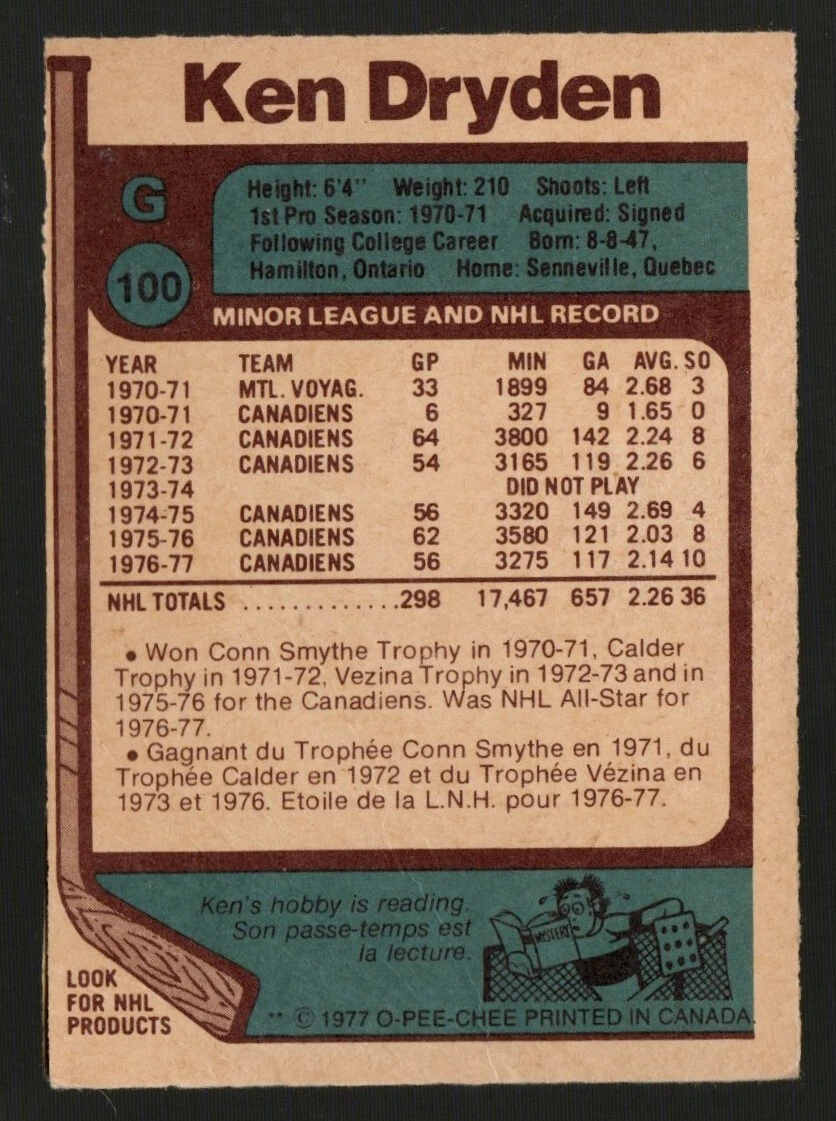 Ken Dryden
G
100
Height: 6'4" Weight: 210 Shoots: Left
1st Pro Season: 1970-71 Acquired: Signed
Following College Career Born: 8-8-47,
Hamilton, Ontario Home: Senneville, Quebec
MINOR LEAGUE AND NHL RECORD
YEAR TEAM GP MIN GA AVG. SO
1970-71 MTL. VOYAG. 33 1899 84 2.68 3
1970-71 CANADIENS 6 327 9 1.65 0
1971-72 CANADIENS 64 3800 142 2.24 8
1972-73 CANADIENS 54 3165 119 2.26 6
1973-74 DID NOT PLAY
1974-75 CANADIENS 56 3320 149 2.69 4
1975-76 CANADIENS 62 3580 121 2.03 8
1976-77 CANADIENS 56 3275 117 2.14 10
NHL TOTALS .............298 17,467 657 2.26 36
• Won Conn Smythe Trophy in 1970-71, Calder
Trophy in 1971-72, Vezina Trophy in 1972-73 and in
1975-76 for the Canadiens. Was NHL All-Star for
1976-77.
• Gagnant du Trophée Conn Smythe en 1971, du
Trophée Calder en 1972 et du Trophée Vézina en
1973 et 1976. Etoile de la L.N.H. pour 1976-77.
Ken's hobby is reading.
Son passe-temps est
la lecture.
MYSTERY
LOOK
FOR NHL
PRODUCTS
** © 1977 O-PEE-CHEE PRINTED IN CANADA.